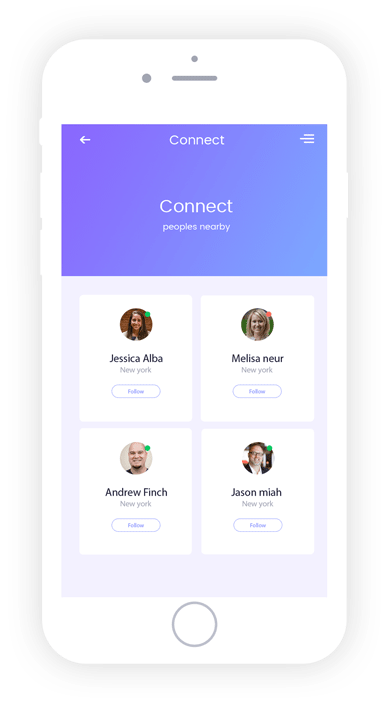 Connect
Connect
peoples nearby
Jessica Alba
New york
Follow
Melisa neur
New york
Follow
Andrew Finch
New york
Follow
Jason miah
New york
Follow